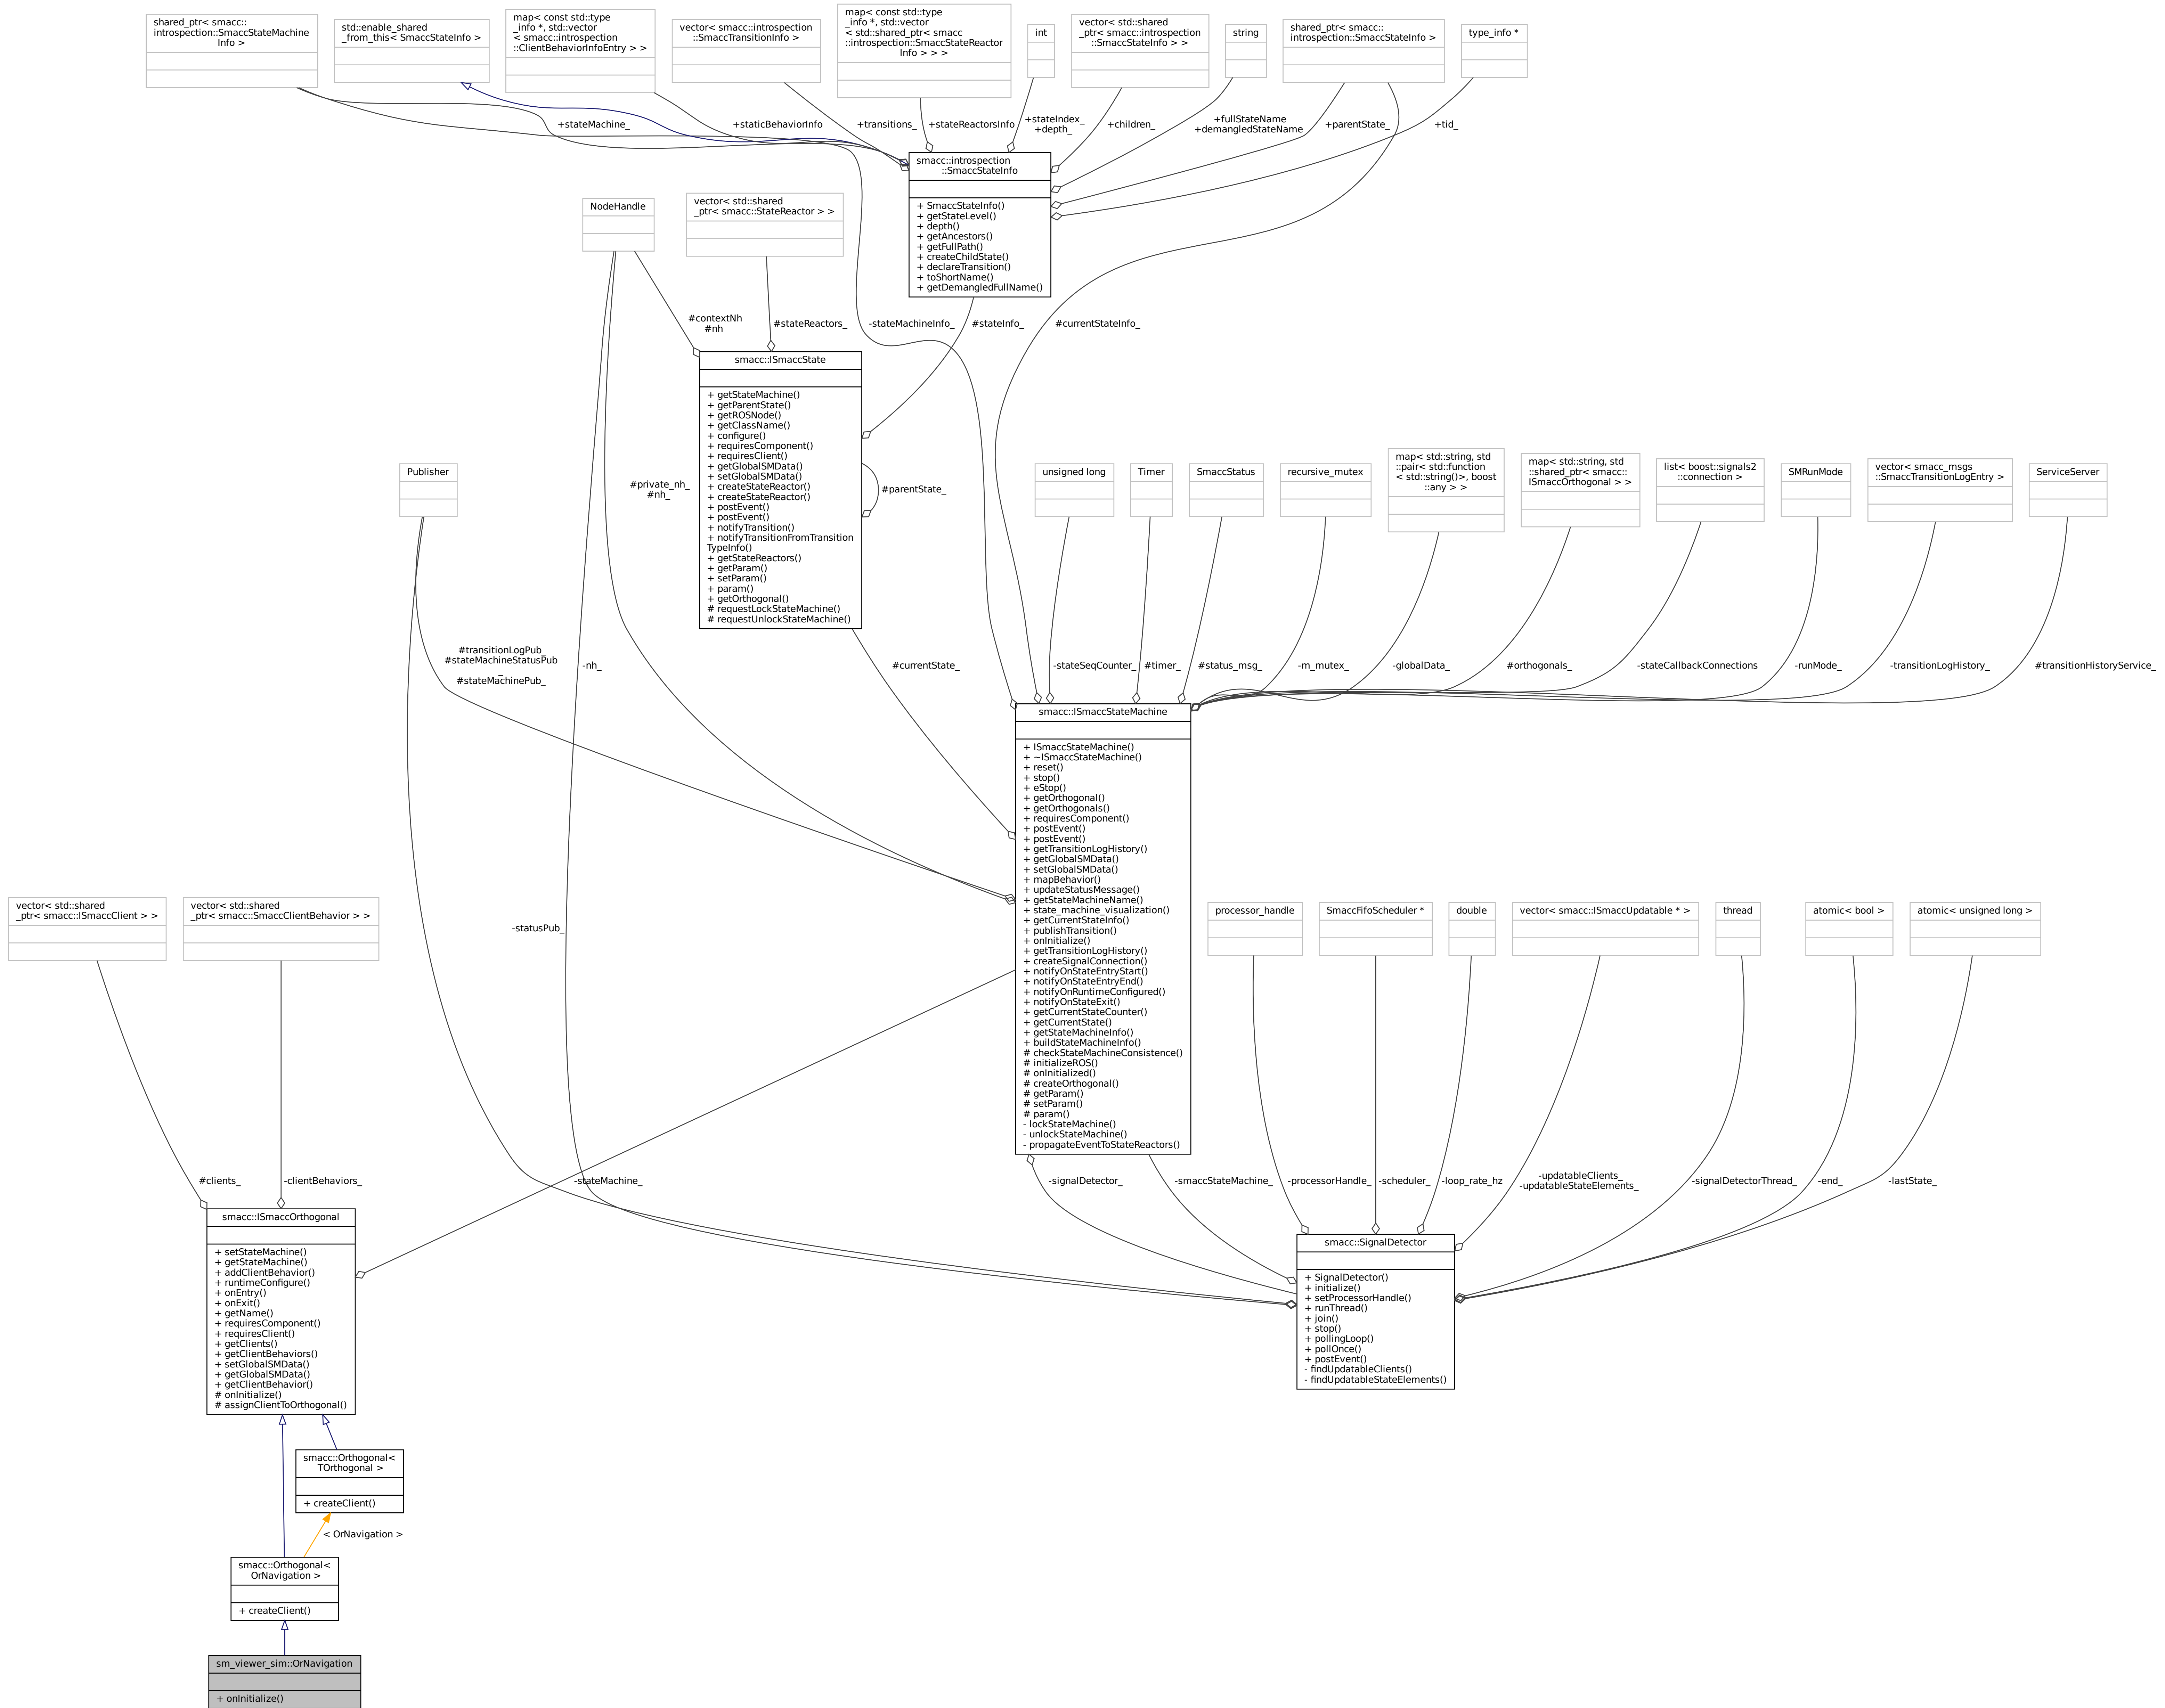 shared_ptr< smacc::
introspection::SmaccStateMachine
Info >
std::enable_shared
_from_this< SmaccStateInfo >
map< const std::type
_info *, std::vector
< smacc::introspection
::ClientBehaviorInfoEntry > >
vector< smacc::introspection
::SmaccTransitionInfo >
map< const std::type
_info *, std::vector
< std::shared_ptr< smacc
::introspection::SmaccStateReactor
Info > > >
int
vector< std::shared
_ptr< smacc::introspection
::SmaccStateInfo > >
string
shared_ptr< smacc::
introspection::SmaccStateInfo >
type_info *
+stateMachine_
+staticBehaviorInfo
+transitions_
+stateReactorsInfo
+stateIndex_
+depth_
+children_
+fullStateName
+demangledStateName
+parentState_
+tid_
smacc::introspection
::SmaccStateInfo
+ SmaccStateInfo()
+ getStateLevel()
+ depth()
+ getAncestors()
+ getFullPath()
+ createChildState()
+ declareTransition()
+ toShortName()
+ getDemangledFullName()
NodeHandle
vector< std::shared
_ptr< smacc::StateReactor > >
#contextNh
#nh
#stateReactors_
-stateMachineInfo_
#stateInfo_
#currentStateInfo_
smacc::ISmaccState
+ getStateMachine()
+ getParentState()
+ getROSNode()
+ getClassName()
+ configure()
+ requiresComponent()
+ requiresClient()
+ getGlobalSMData()
+ setGlobalSMData()
+ createStateReactor()
+ createStateReactor()
+ postEvent()
+ postEvent()
+ notifyTransition()
+ notifyTransitionFromTransition
TypeInfo()
+ getStateReactors()
+ getParam()
+ setParam()
+ param()
+ getOrthogonal()
# requestLockStateMachine()
# requestUnlockStateMachine()
#parentState_
#private_nh_
#nh_
Publisher
unsigned long
Timer
SmaccStatus
recursive_mutex
map< std::string, std
::pair< std::function
< std::string()>, boost
::any > >
map< std::string, std
::shared_ptr< smacc::
ISmaccOrthogonal > >
list< boost::signals2
::connection >
SMRunMode
vector< smacc_msgs
::SmaccTransitionLogEntry >
ServiceServer
#transitionLogPub_
#stateMachineStatusPub
_
#stateMachinePub_
-nh_
#currentState_
-stateSeqCounter_
#timer_
#status_msg_
-m_mutex_
-globalData_
#orthogonals_
-stateCallbackConnections
-runMode_
-transitionLogHistory_
#transitionHistoryService_
smacc::ISmaccStateMachine
+ ISmaccStateMachine()
+ ~ISmaccStateMachine()
+ reset()
+ stop()
+ eStop()
+ getOrthogonal()
+ getOrthogonals()
+ requiresComponent()
+ postEvent()
+ postEvent()
+ getTransitionLogHistory()
+ getGlobalSMData()
+ setGlobalSMData()
+ mapBehavior()
+ updateStatusMessage()
+ getStateMachineName()
+ state_machine_visualization()
+ getCurrentStateInfo()
+ publishTransition()
+ onInitialize()
+ getTransitionLogHistory()
+ createSignalConnection()
+ notifyOnStateEntryStart()
+ notifyOnStateEntryEnd()
+ notifyOnRuntimeConfigured()
+ notifyOnStateExit()
+ getCurrentStateCounter()
+ getCurrentState()
+ getStateMachineInfo()
+ buildStateMachineInfo()
# checkStateMachineConsistence()
# initializeROS()
# onInitialized()
# createOrthogonal()
# getParam()
# setParam()
# param()
- lockStateMachine()
- unlockStateMachine()
- propagateEventToStateReactors()
vector< std::shared
_ptr< smacc::ISmaccClient > >
vector< std::shared
_ptr< smacc::SmaccClientBehavior > >
-statusPub_
processor_handle
SmaccFifoScheduler *
double
vector< smacc::ISmaccUpdatable * >
thread
atomic< bool >
atomic< unsigned long >
#clients_
-clientBehaviors_
-stateMachine_
-signalDetector_
-smaccStateMachine_
-processorHandle_
-scheduler_
-loop_rate_hz
-updatableClients_
-updatableStateElements_
-signalDetectorThread_
-end_
-lastState_
smacc::ISmaccOrthogonal
+ setStateMachine()
+ getStateMachine()
+ addClientBehavior()
+ runtimeConfigure()
+ onEntry()
+ onExit()
+ getName()
+ requiresComponent()
+ requiresClient()
+ getClients()
+ getClientBehaviors()
+ setGlobalSMData()
+ getGlobalSMData()
+ getClientBehavior()
# onInitialize()
# assignClientToOrthogonal()
smacc::SignalDetector
+ SignalDetector()
+ initialize()
+ setProcessorHandle()
+ runThread()
+ join()
+ stop()
+ pollingLoop()
+ pollOnce()
+ postEvent()
- findUpdatableClients()
- findUpdatableStateElements()
smacc::Orthogonal<
TOrthogonal >
+ createClient()
< OrNavigation >
smacc::Orthogonal<
OrNavigation >
+ createClient()
sm_viewer_sim::OrNavigation
+ onInitialize()